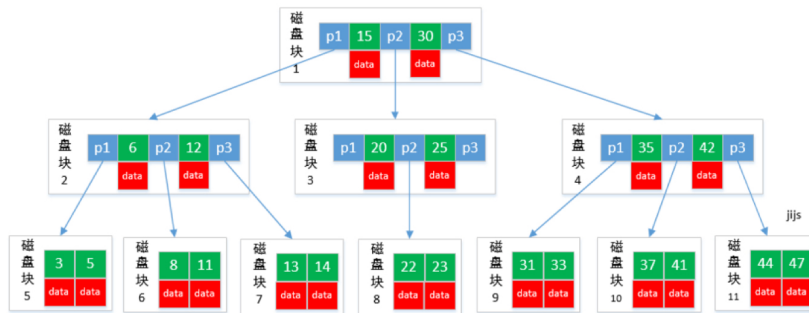 磁盘块1 p1 15 p2 30 p3
data data
磁盘块2 p1 6 p2 12 p3
data data
磁盘块3 p1 20 p2 25 p3
data data
磁盘块4 p1 35 p2 42 p3
data data
jijs
磁盘块5 3 5
data data
磁盘块6 8 11
data data
磁盘块7 13 14
data data
磁盘块8 22 23
data data
磁盘块9 31 33
data data
磁盘块10 37 41
data data
磁盘块11 44 47
data data